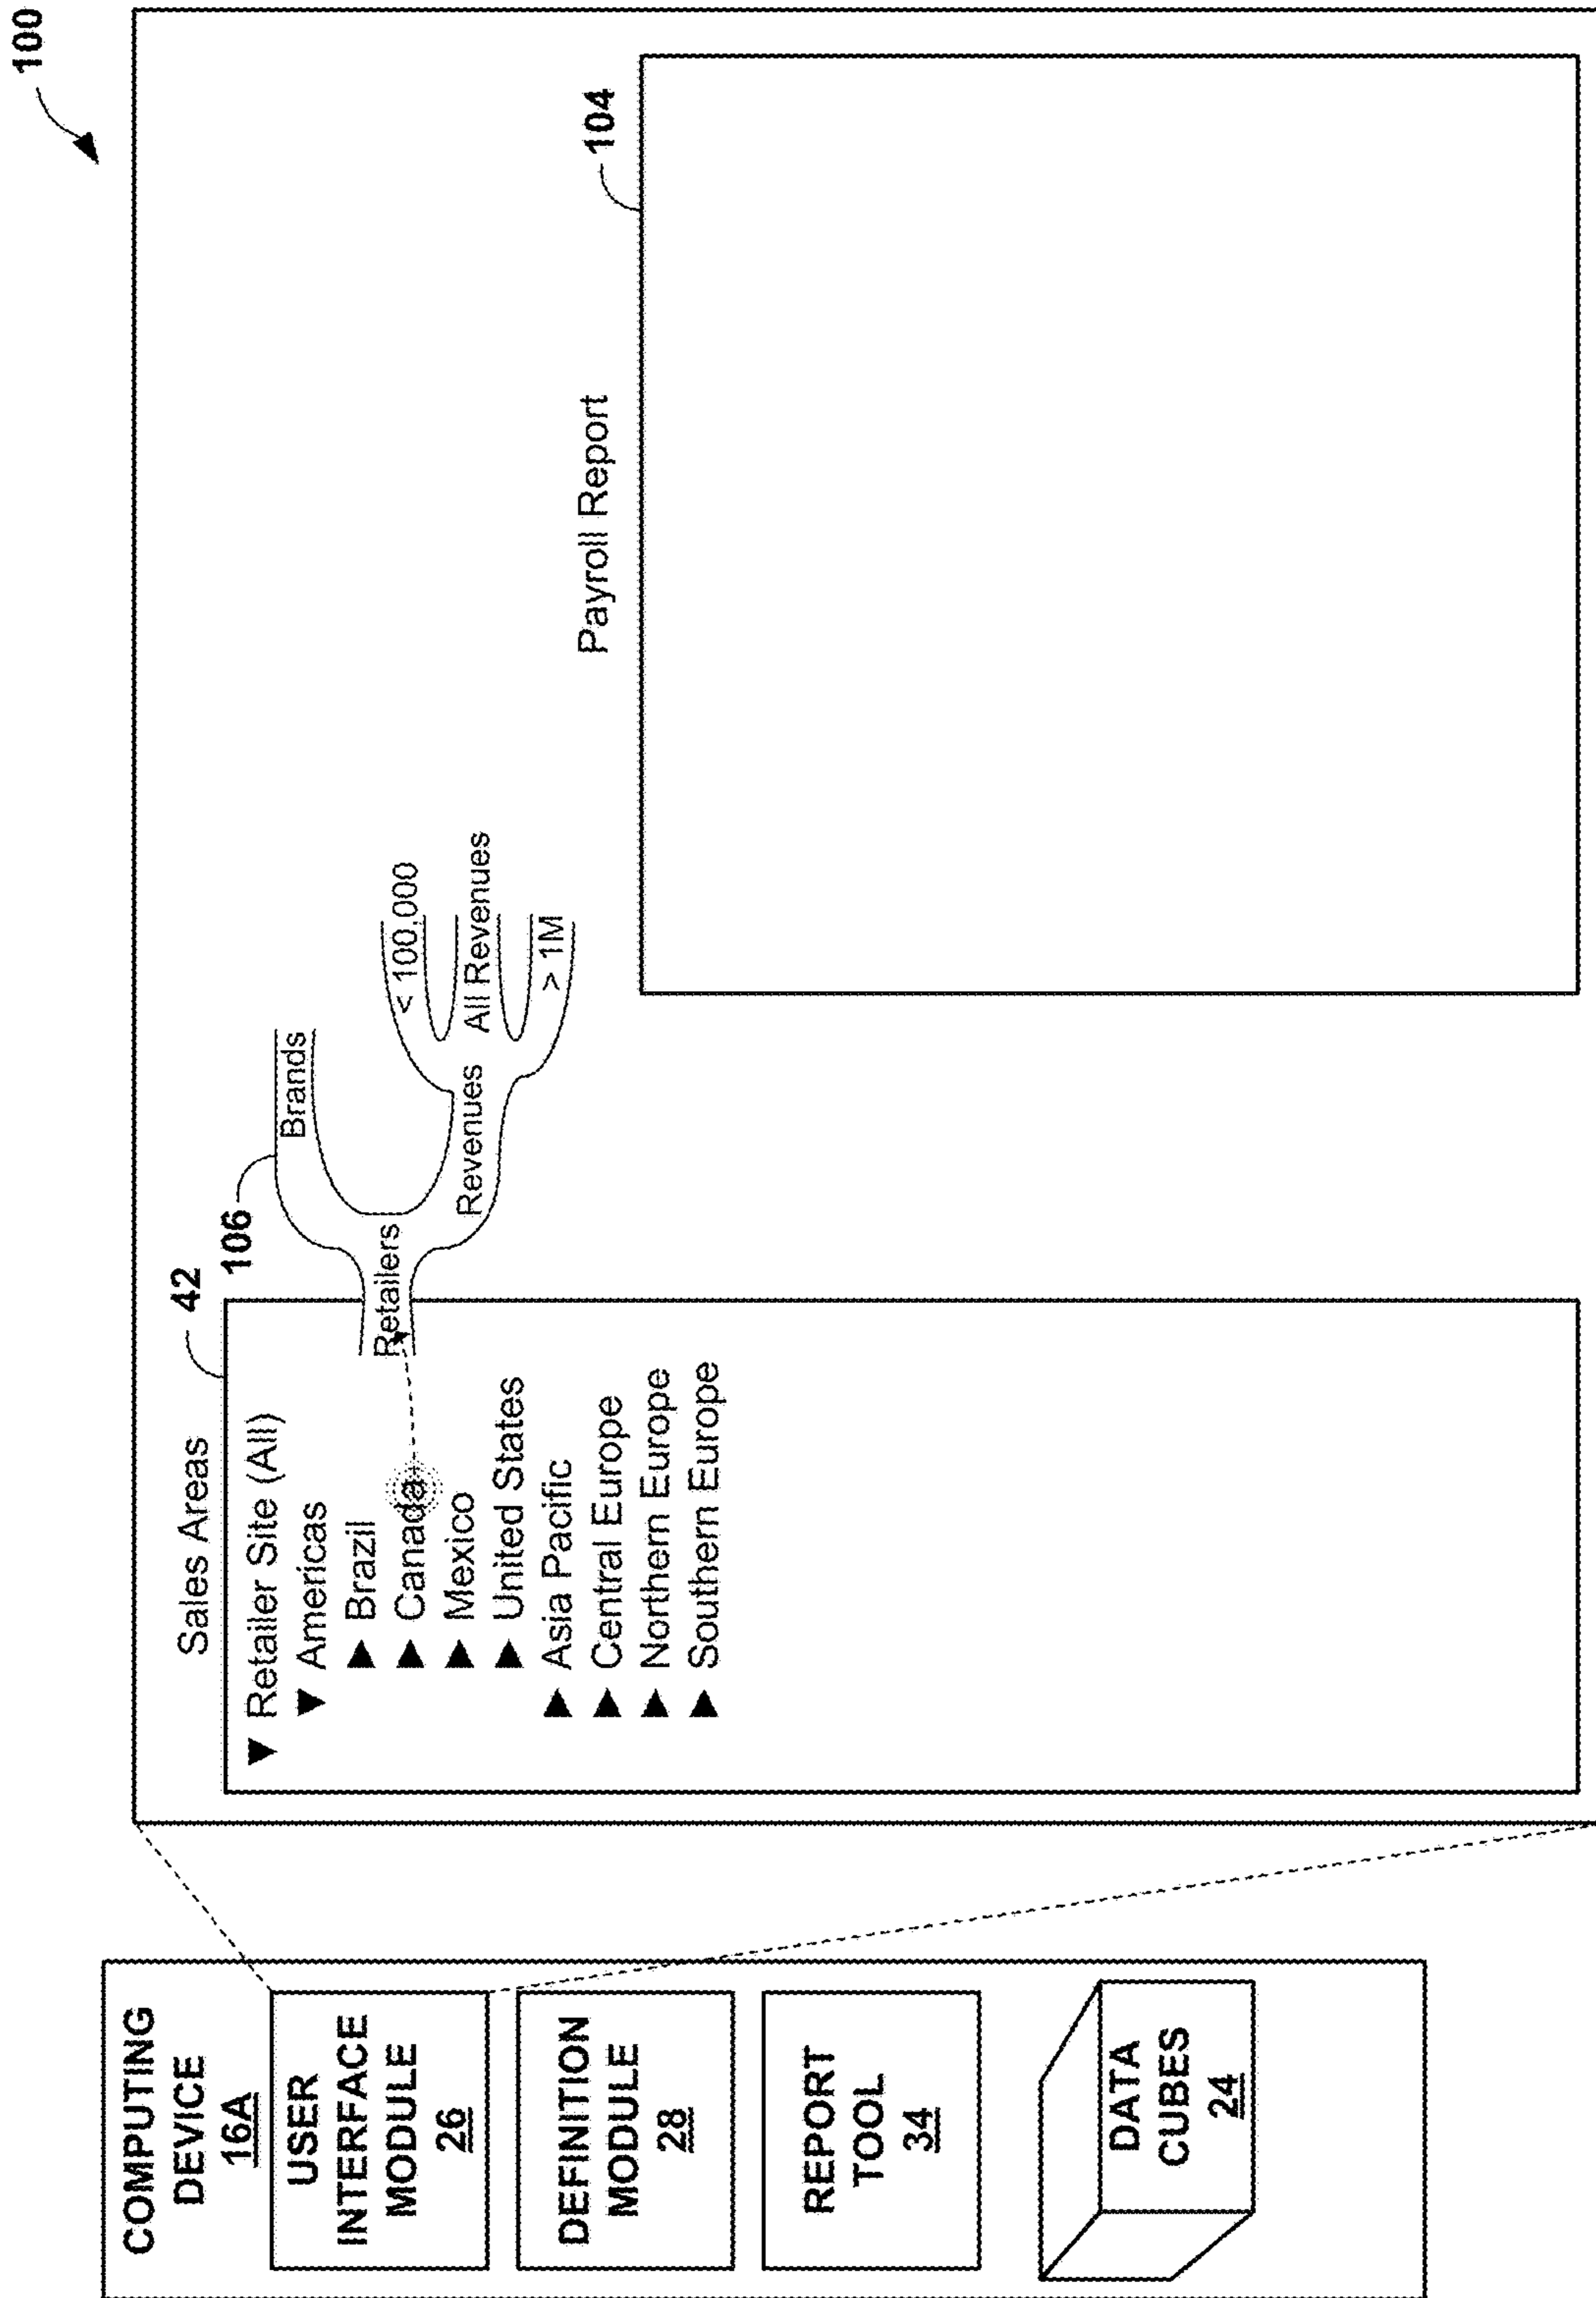 100
COMPUTING
DEVICE
16A
USER
INTERFACE
MODULE
26
DEFINITION
MODULE
28
REPORT
TOOL
34
DATA
CUBES
24
Sales Areas
42
▼ Retailer Site (All)
▼ Americas
▶ Brazil
▶ Canada
▶ Mexico
▶ United States
▶ Asia Pacific
▶ Central Europe
▶ Northern Europe
▶ Southern Europe
106
Retailers
Brands
Revenues
< 100,000
All Revenues
> 1M
Payroll Report
104